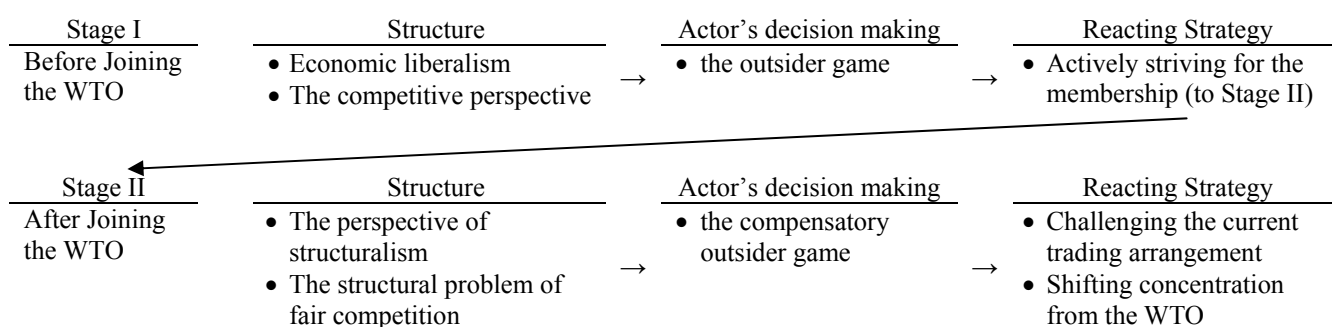 Stage I Structure Actor’s decision making Reacting Strategy
Before Joining • Economic liberalism → • the outsider game → • Actively striving for the
the WTO • The competitive perspective membership (to Stage II)
Stage II Structure Actor’s decision making Reacting Strategy
After Joining • The perspective of • the compensatory • Challenging the current
the WTO structuralism → outsider game → trading arrangement
• The structural problem of • Shifting concentration
fair competition from the WTO